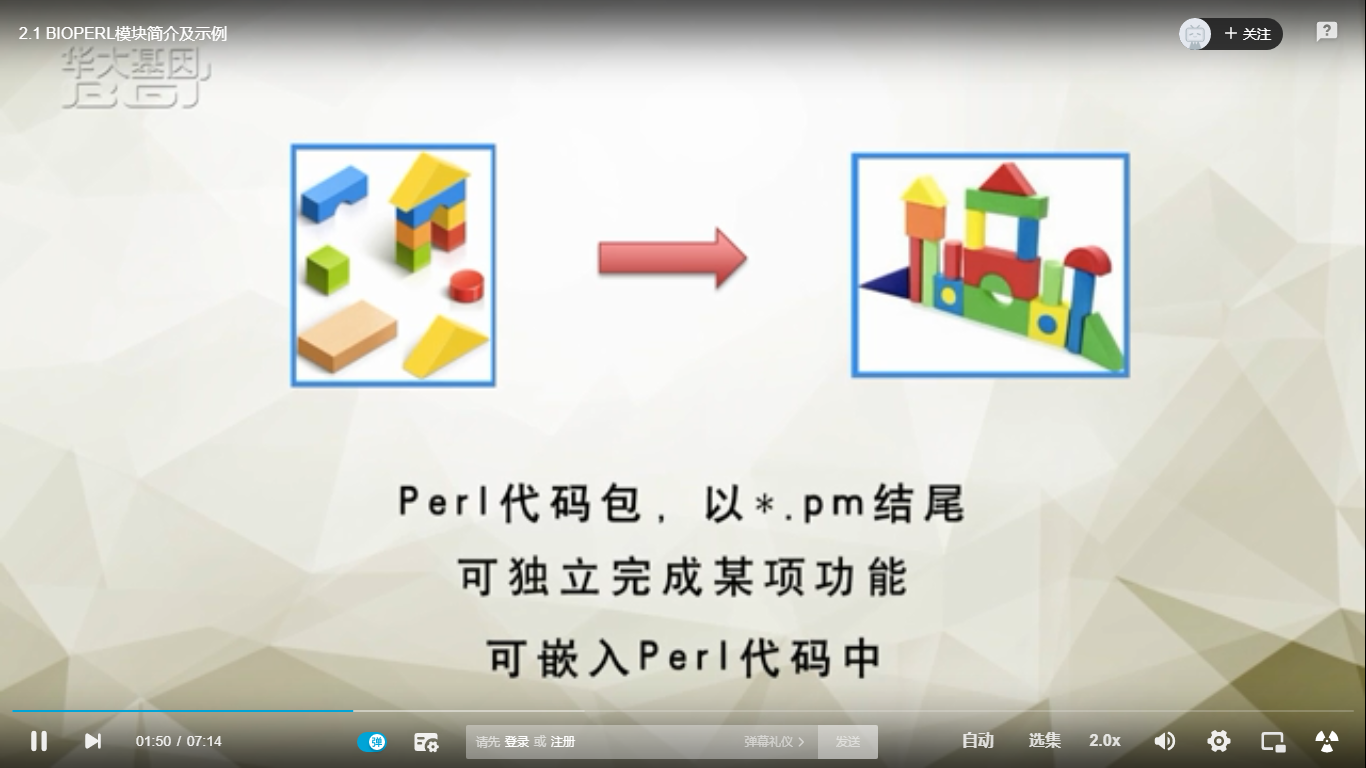 2.1 BIOPERL模块简介及示例
+ 关注
?
华大基因
BGI
Perl代码包，以*.pm结尾
可独立完成某项功能
可嵌入Perl代码中
01:50 / 07:14
弹
请先 登录 或 注册
弹幕礼仪 >
发送
自动
选集
2.0x